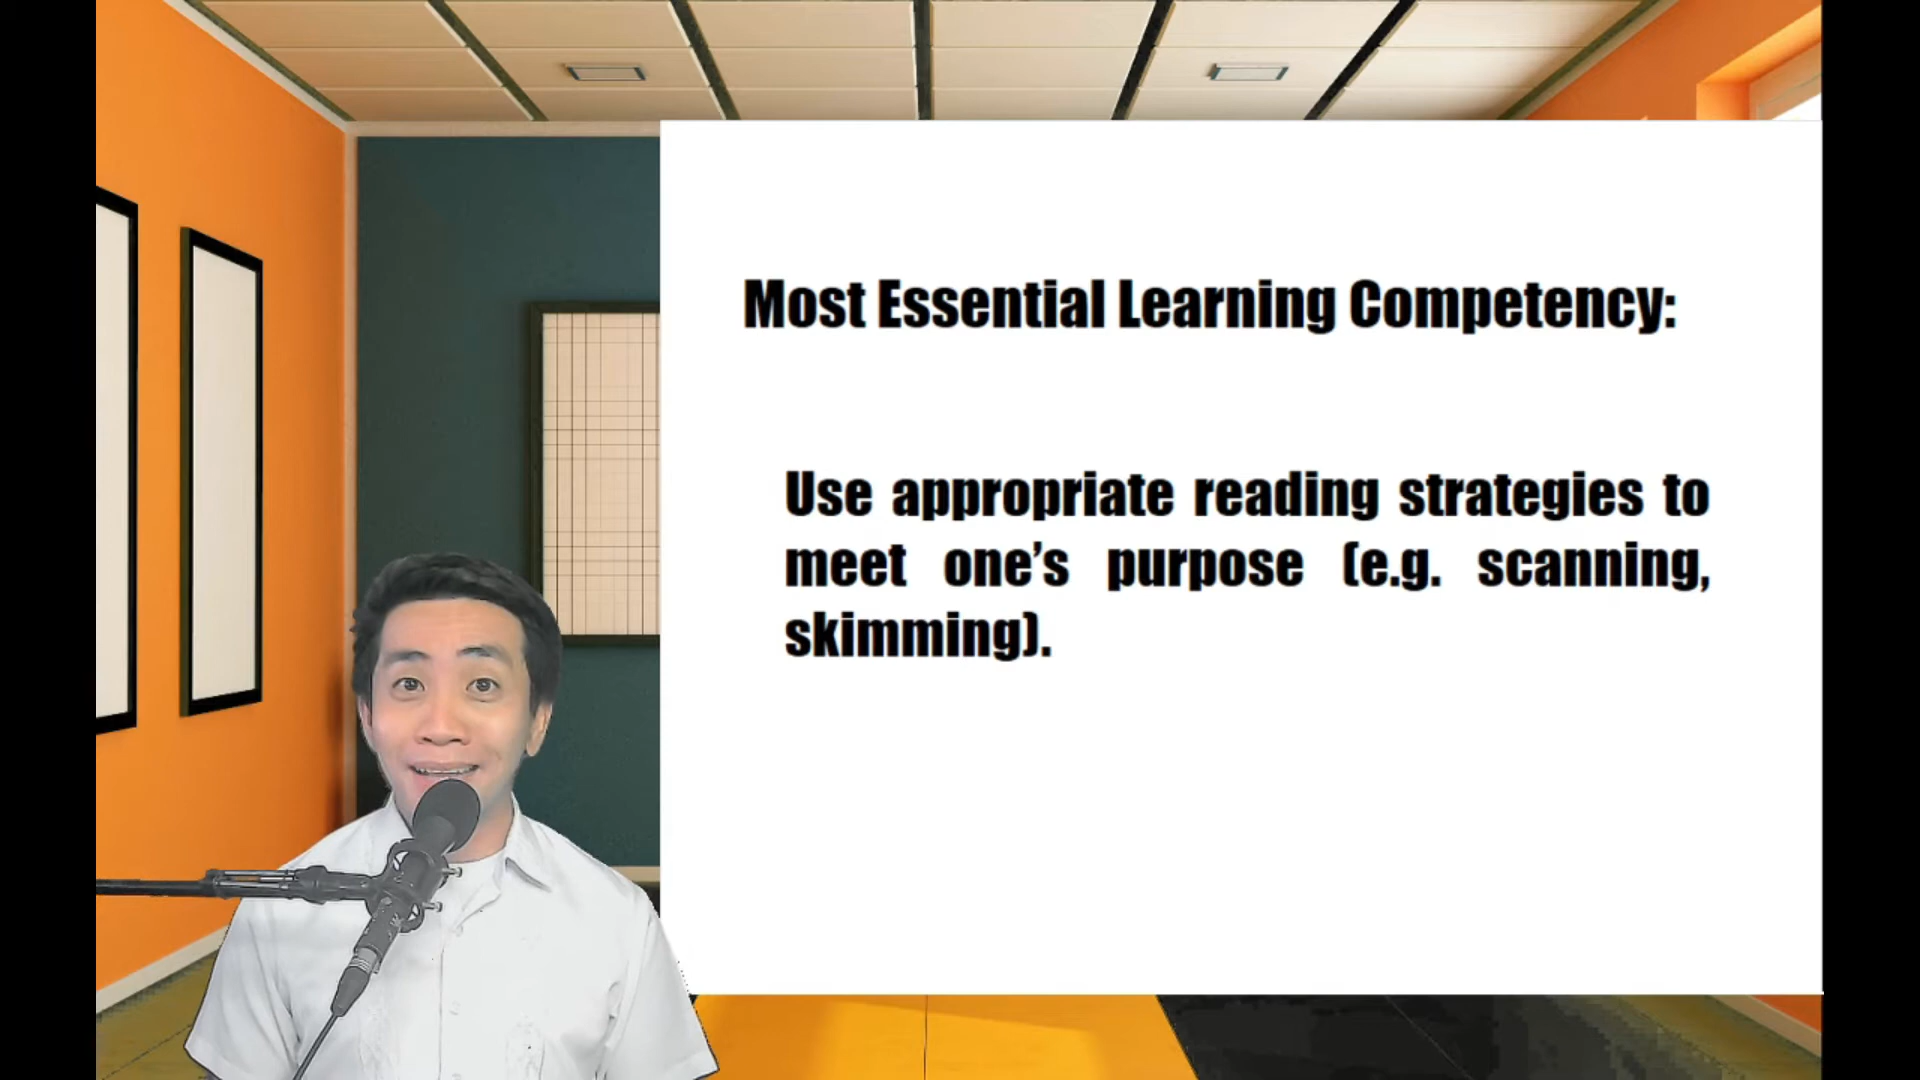 Most Essential Learning Competency:
Use appropriate reading strategies to
meet one’s purpose (e.g. scanning,
skimming).